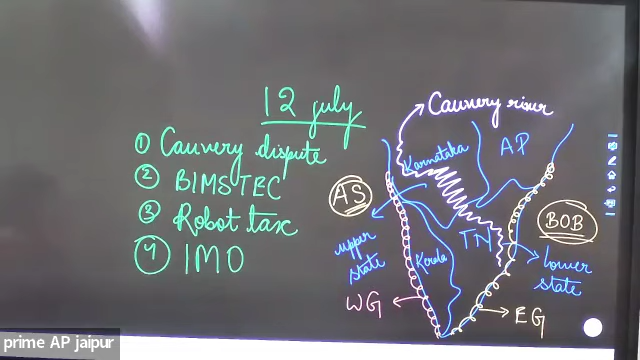 12 july
① Cauvery dispute
② BIMSTEC
③ Robot tax
④ IMO
Cauvery river
Karnataka
AP
AS
BOB
TN
upper state
Kerala
lower state
WG
EG
prime AP jaipur